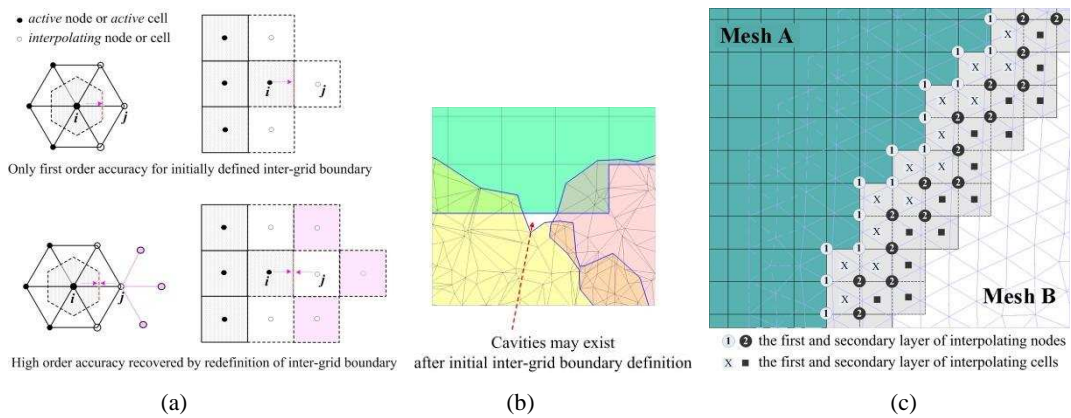 active node or active cell
interpolating node or cell
i
j
i
j
Only first order accuracy for initially defined inter-grid boundary
i
j
i
j
High order accuracy recovered by redefinition of inter-grid boundary
(a)
Cavities may exist
after initial inter-grid boundary definition
(b)
Mesh A
Mesh B
1 2 the first and secondary layer of interpolating nodes
X ■ the first and secondary layer of interpolating cells
(c)